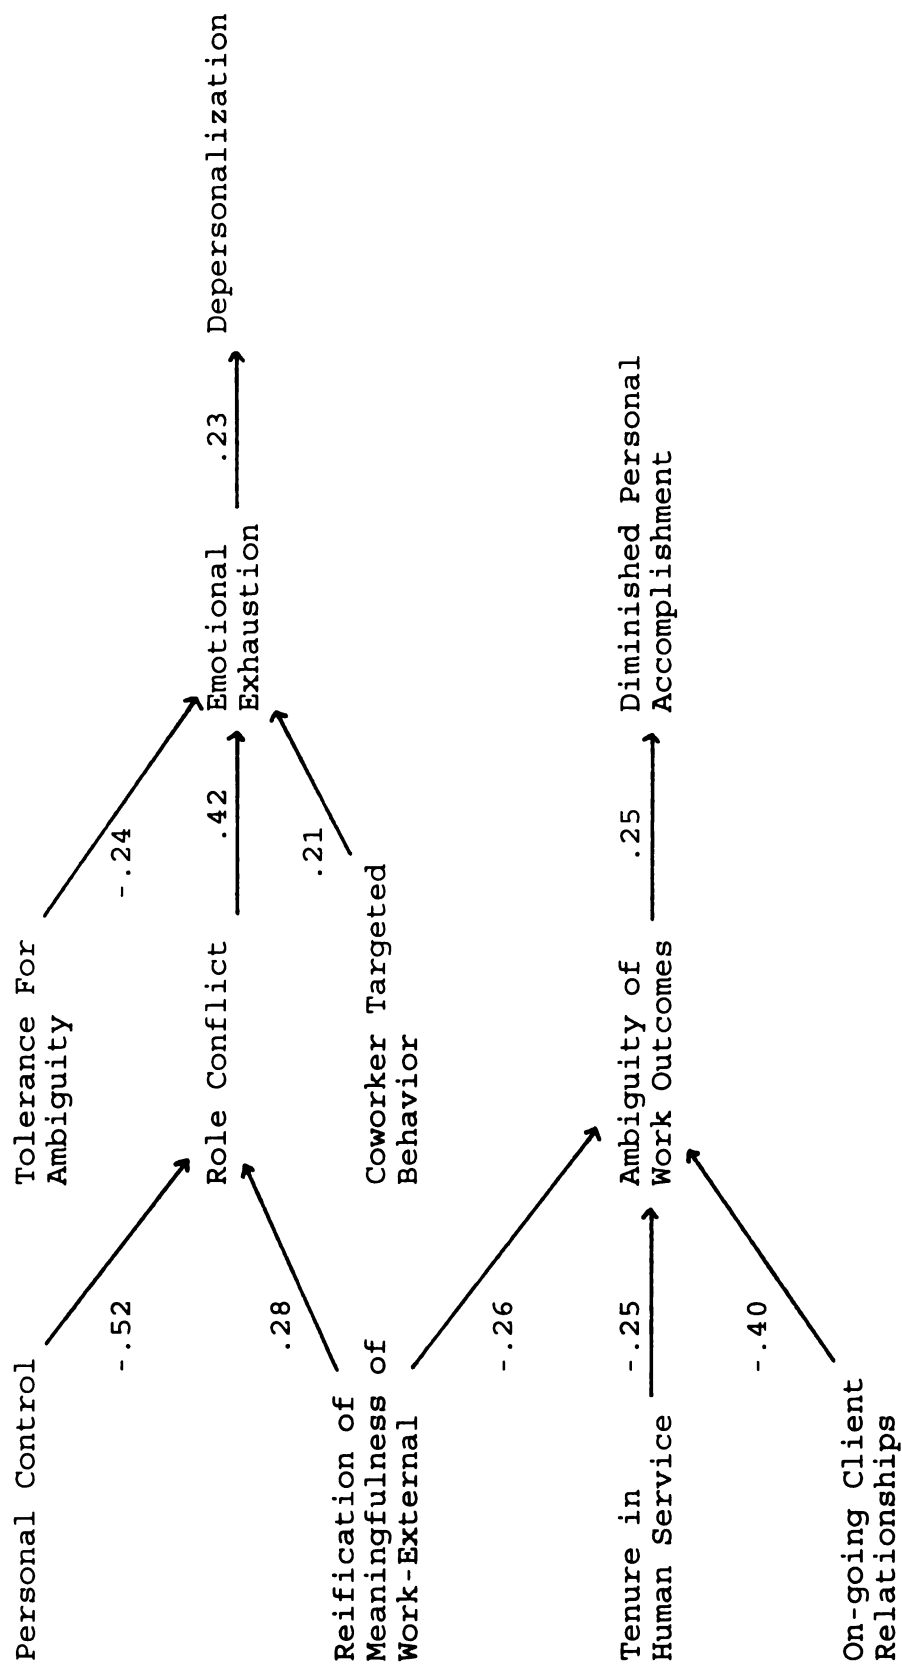 Personal Control
-.52
Tolerance For
Ambiguity
-.24
Reification of
Meaningfulness of
Work-External
.28
Role Conflict
.42
Emotional
Exhaustion
.23
Depersonalization
Coworker Targeted
Behavior
.21
-.26
Tenure in
Human Service
-.25
Ambiguity of
Work Outcomes
.25
Diminished Personal
Accomplishment
On-going Client
Relationships
-.40